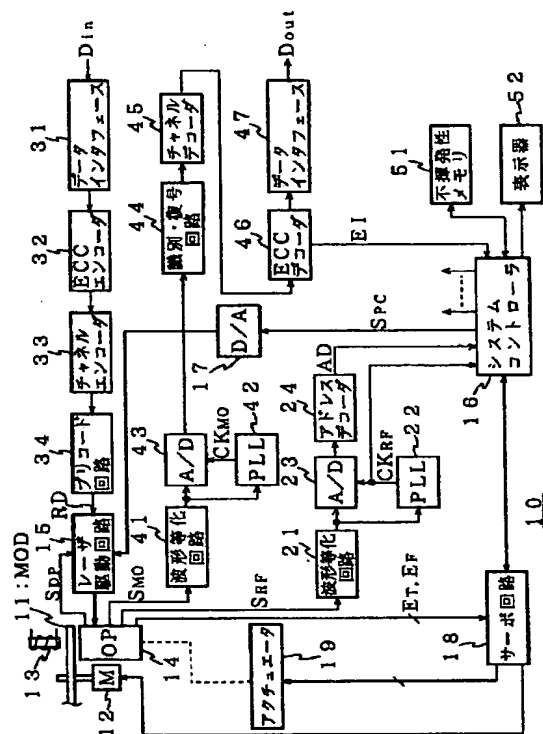 Din
31
データ
インタフェース
32
ECC
エンコーダ
33
チャネル
エンコーダ
34
プリコード
回路
RD
15
レーザ
駆動回路
SDP
11:MOD
13
12
M
OP
14
SMO
SRF
ET,EF
41
波形等化
回路
43
A/D
CKMO
PLL
42
44
識別・復号
回路
45
チャネル
デコーダ
46
ECC
デコーダ
EI
47
データ
インタフェース
Dout
17
D/A
SPC
21
波形等化
回路
23
A/D
CKRF
PLL
22
24
アドレス
デコーダ
AD
16
システム
コントローラ
51
不揮発性
メモリ
52
表示器
18
サーボ回路
19
アクチュエータ
10